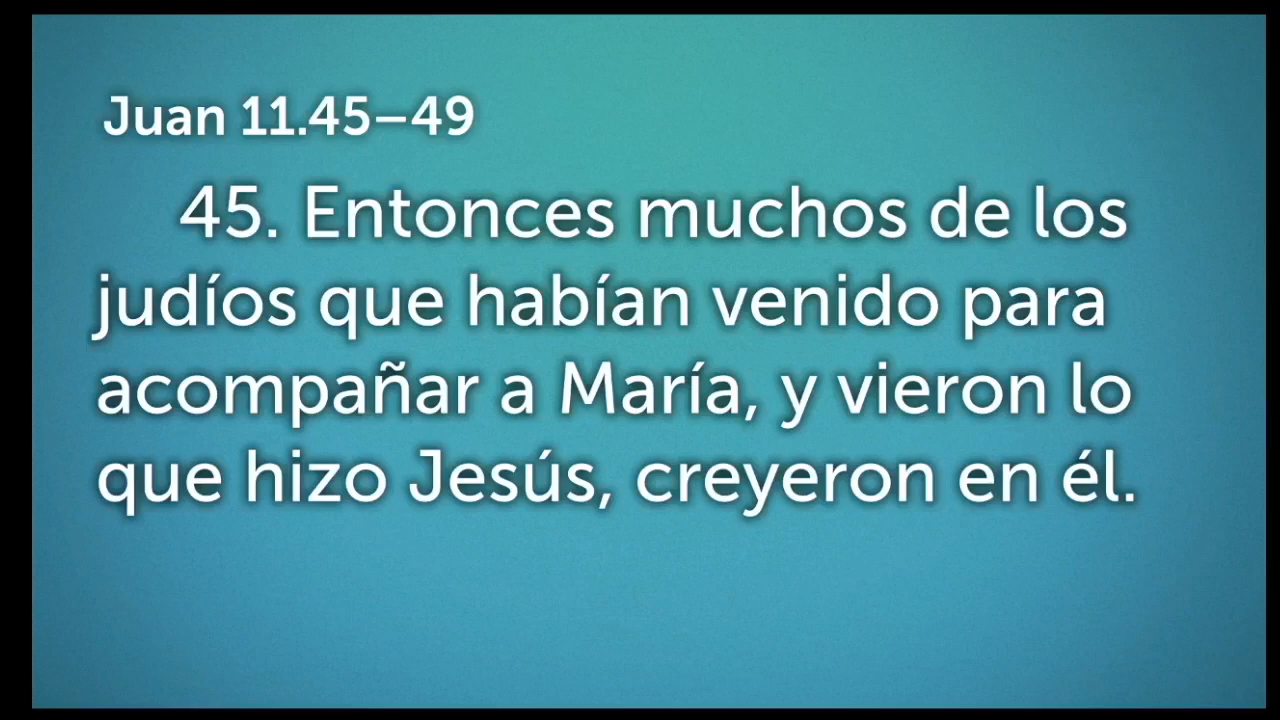 Juan 11.45–49
45. Entonces muchos de los
judíos que habían venido para
acompañar a María, y vieron lo
que hizo Jesús, creyeron en él.